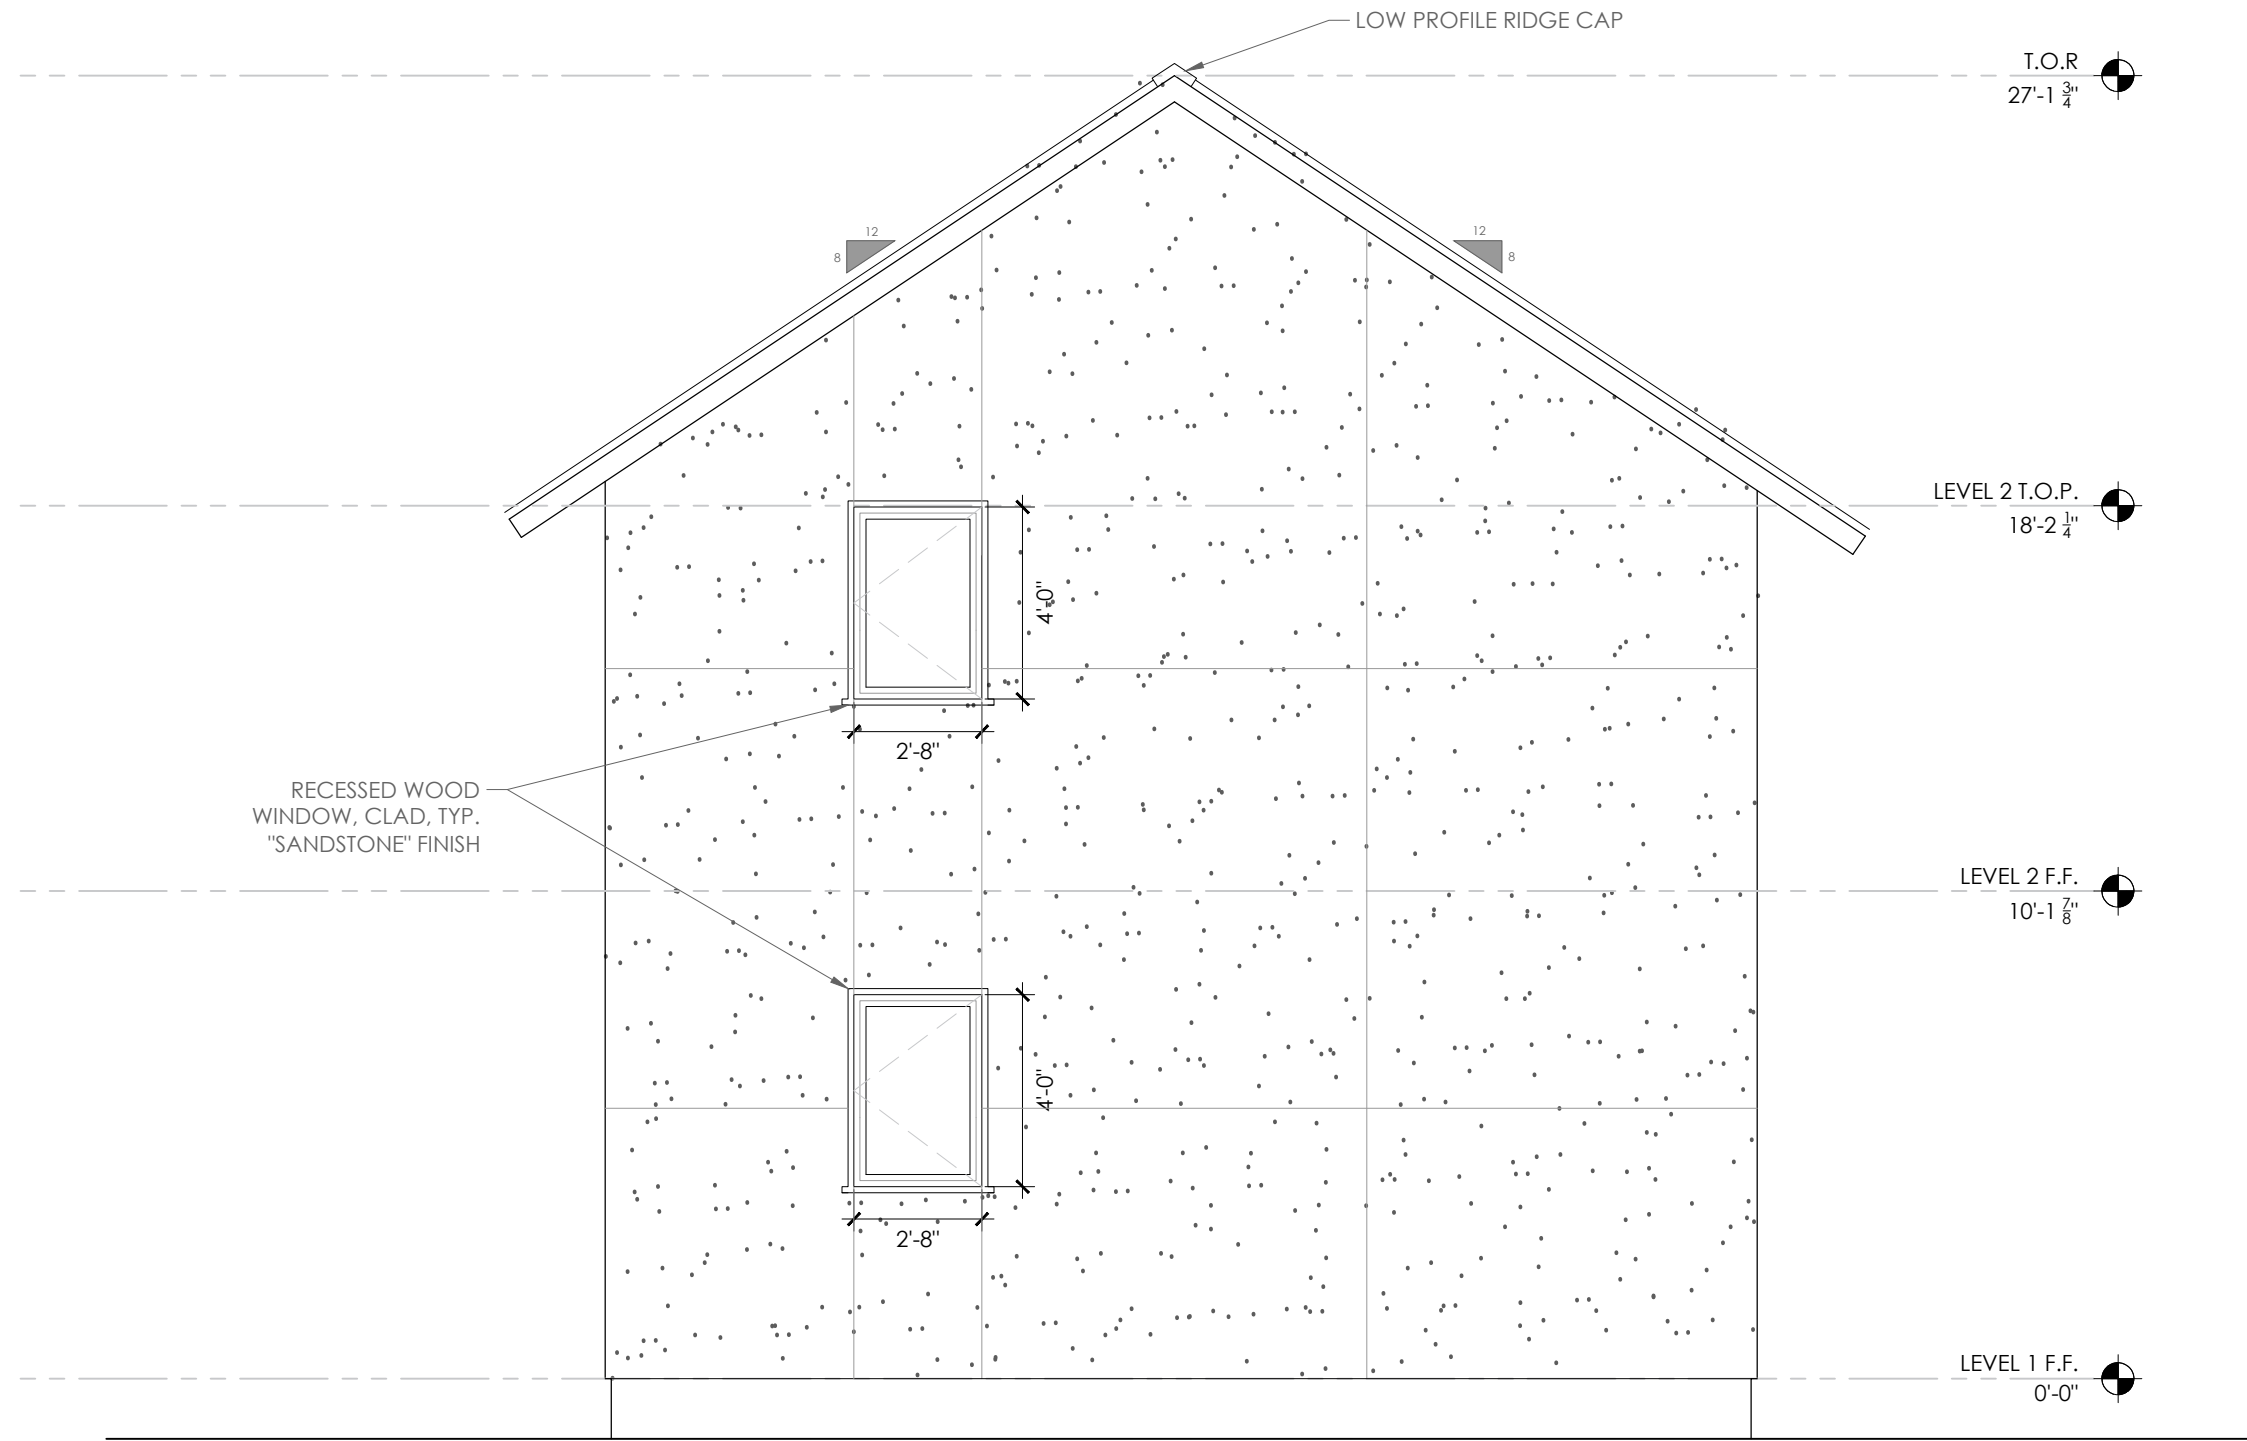 LOW PROFILE RIDGE CAP
T.O.R
27'-1 3/4"
12
8
12
8
LEVEL 2 T.O.P.
18'-2 1/4"
4'-0"
2'-8"
RECESSED WOOD
WINDOW, CLAD, TYP.
"SANDSTONE" FINISH
LEVEL 2 F.F.
10'-1 7/8"
4'-0"
2'-8"
LEVEL 1 F.F.
0'-0"